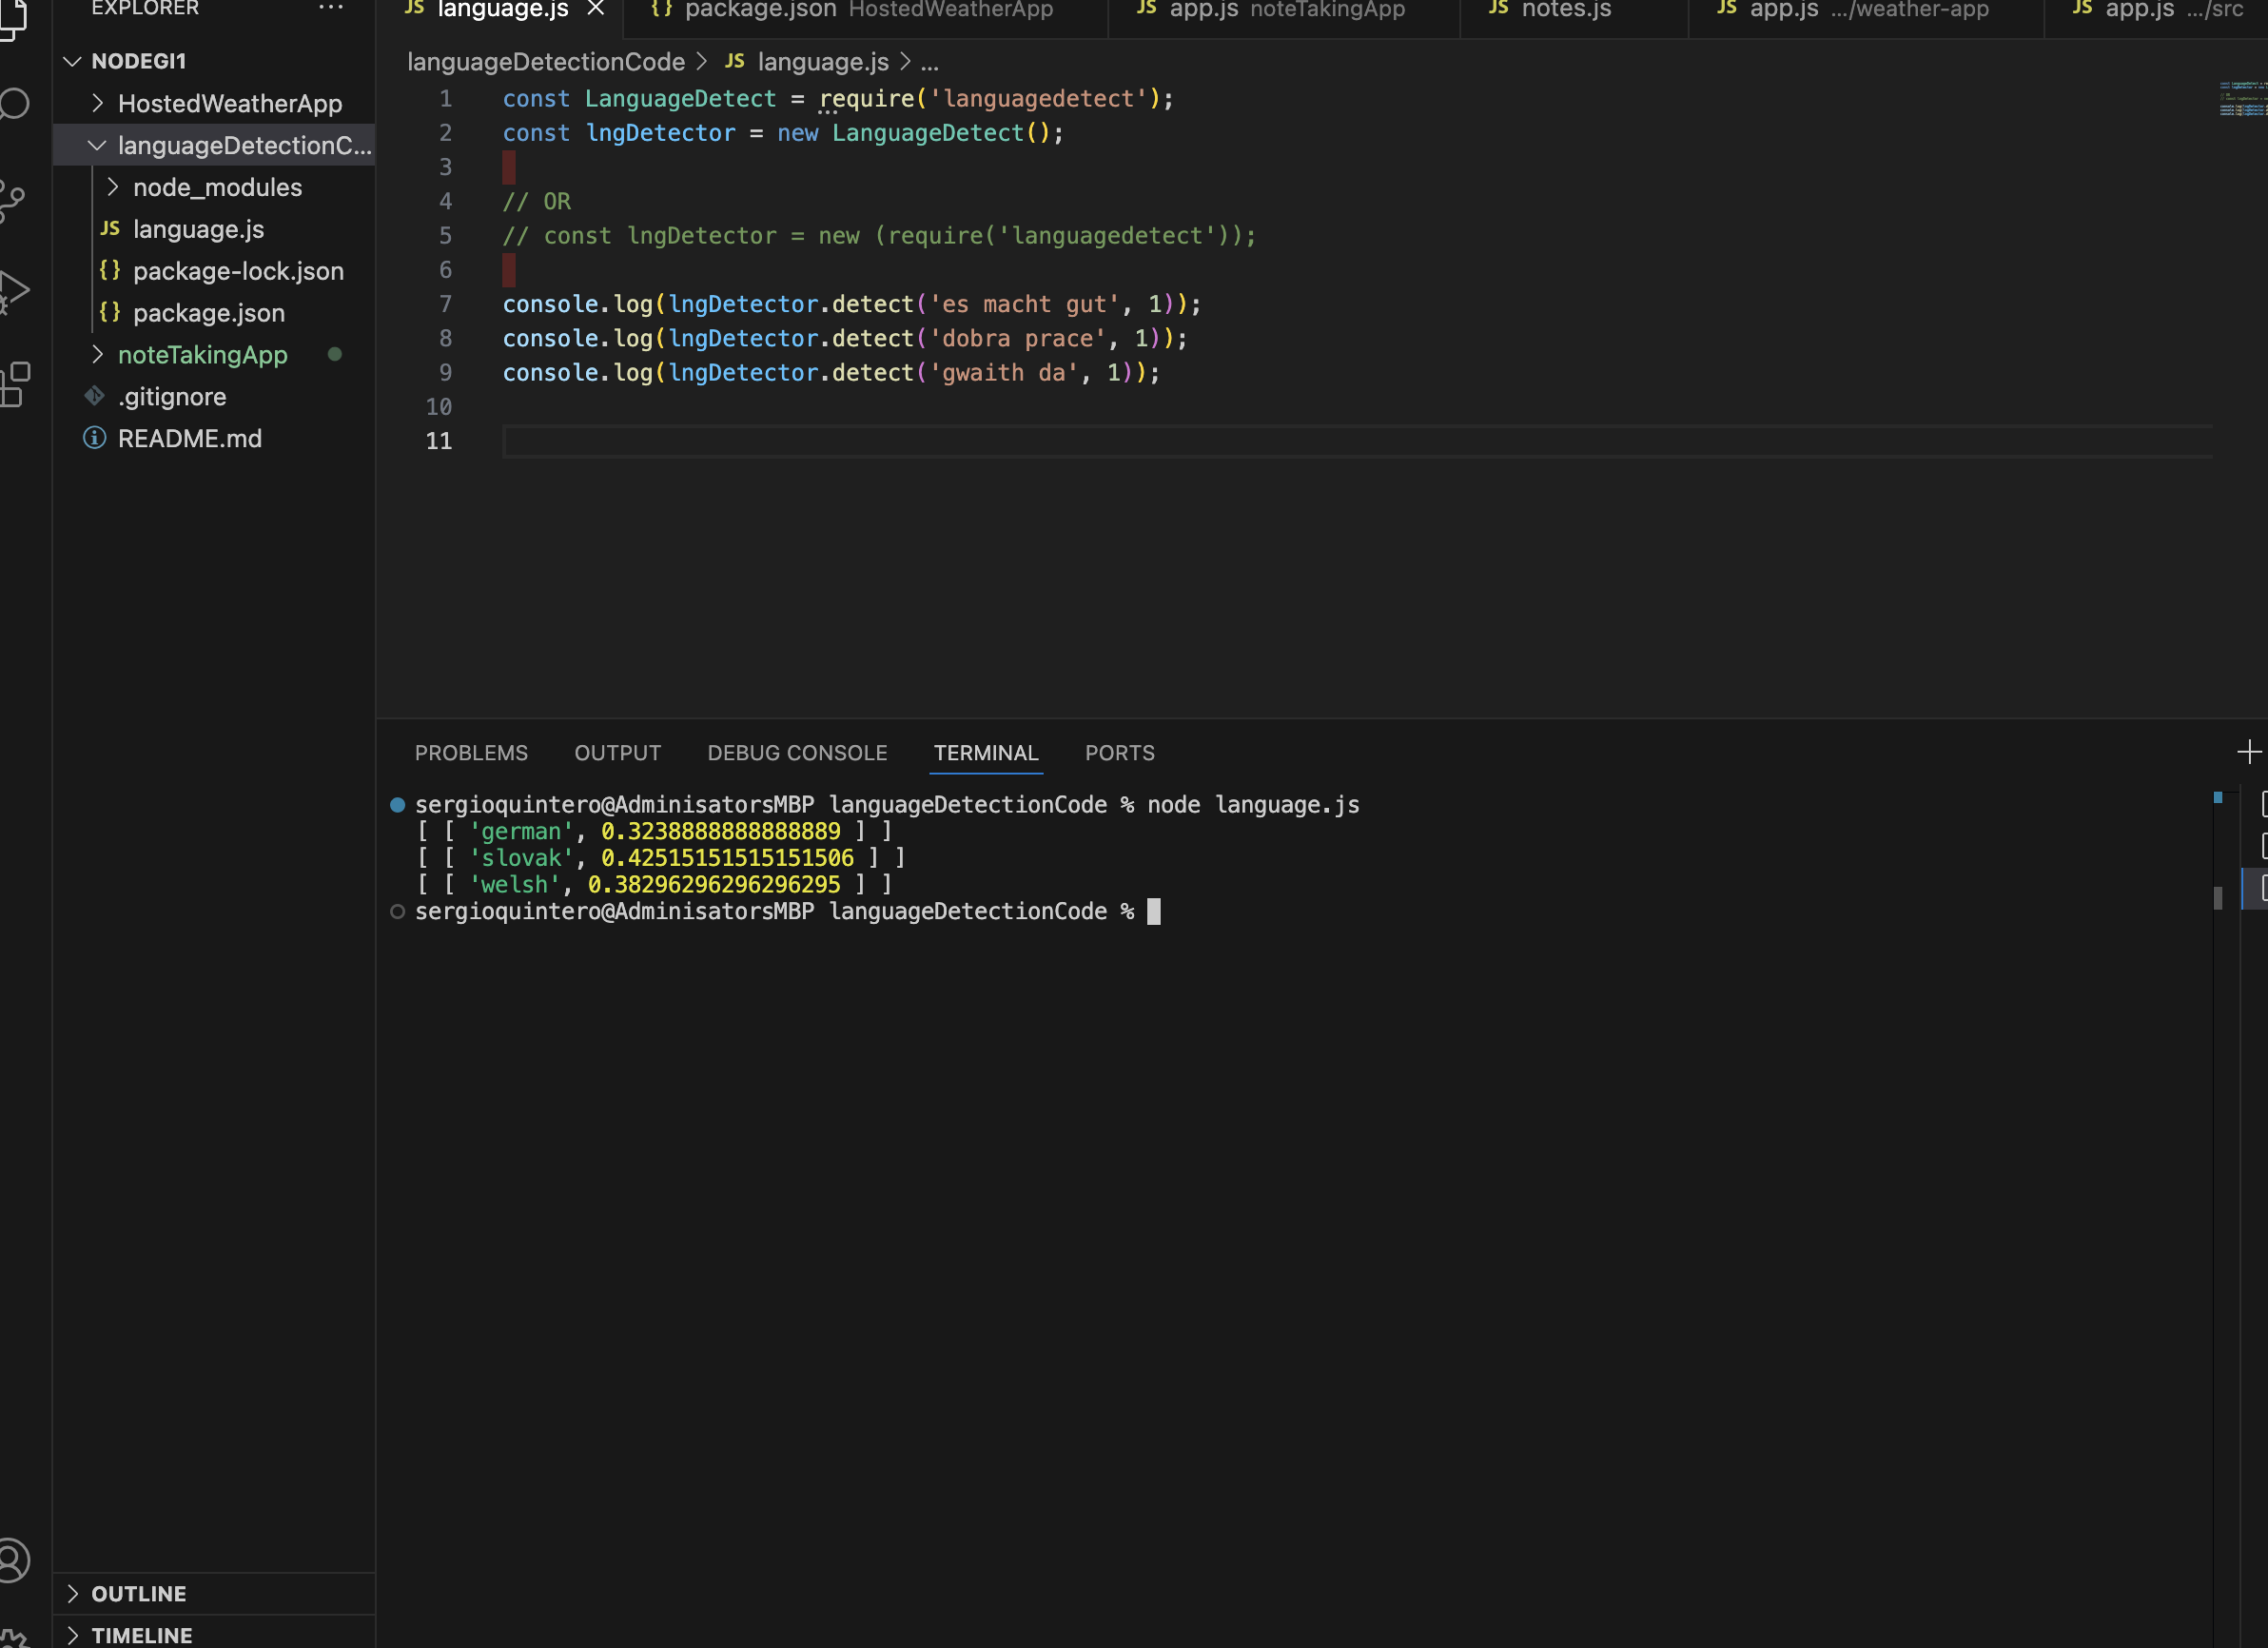 EXPLORER
NODEGI1
HostedWeatherApp
languageDetectionC...
node_modules
JS language.js
{} package-lock.json
{} package.json
noteTakingApp
.gitignore
README.md
OUTLINE
TIMELINE
JS language.js
{} package.json HostedWeatherApp
JS app.js noteTakingApp
JS notes.js
JS app.js .../weather-app
JS app.js .../src
languageDetectionCode > JS language.js > ...
1 const LanguageDetect = require('languagedetect');
2 const lngDetector = new LanguageDetect();
3
4 // OR
5 // const lngDetector = new (require('languagedetect'));
6
7 console.log(lngDetector.detect('es macht gut', 1));
8 console.log(lngDetector.detect('dobra prace', 1));
9 console.log(lngDetector.detect('gwaith da', 1));
10
11
PROBLEMS OUTPUT DEBUG CONSOLE TERMINAL PORTS
sergioquintero@AdminisatorsMBP languageDetectionCode % node language.js
[ [ 'german', 0.3238888888888889 ] ]
[ [ 'slovak', 0.42515151515151506 ] ]
[ [ 'welsh', 0.38296296296296295 ] ]
sergioquintero@AdminisatorsMBP languageDetectionCode %